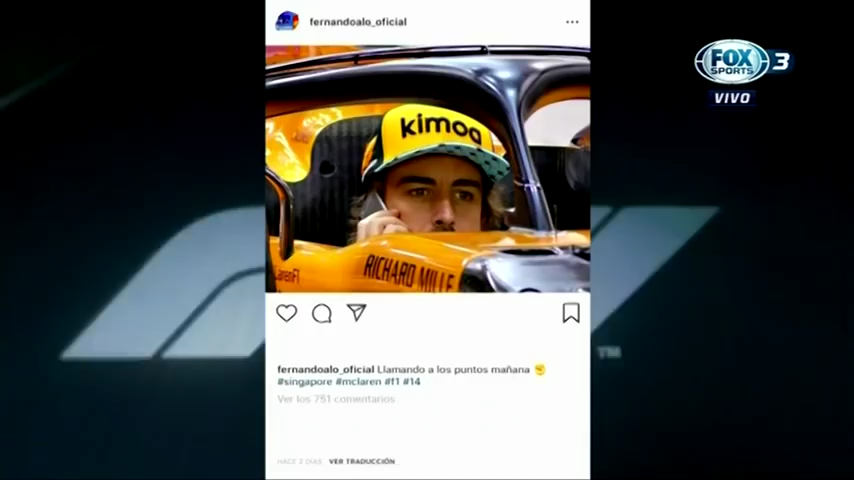 fernandoalo_oficial
FOX
SPORTS
3
VIVO
kimoa
RICHARD MILLE
fernandoalo_oficial Llamando a los puntos mañana
#singapore #mclaren #f1 #14
Ver los 751 comentarios
HACE 2 DÍAS VER TRADUCCIÓN
TM